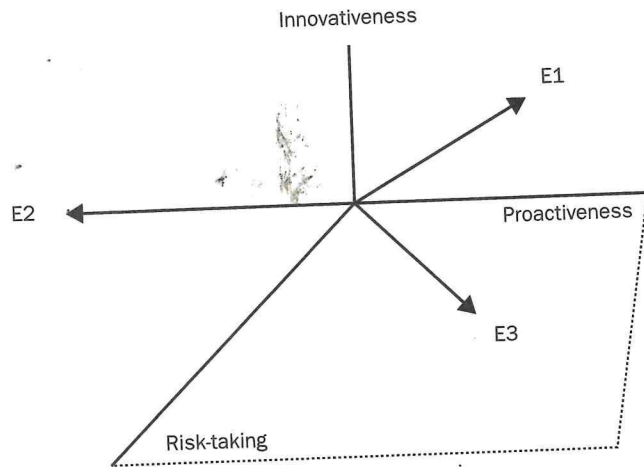 Innovativeness
E1
E2
Proactiveness
E3
Risk-taking